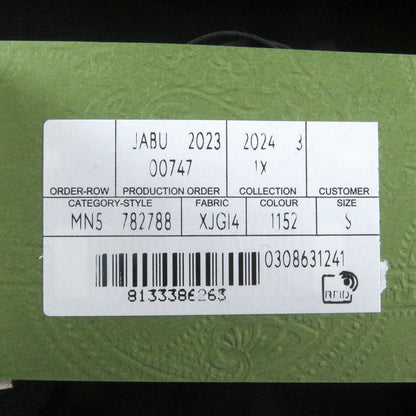 JABU 2023 2024 3
00747 1X
ORDER-ROW PRODUCTION ORDER COLLECTION CUSTOMER
CATEGORY-STYLE FABRIC COLOUR SIZE
MN5 782788 XJGI4 1152 S
0308631241
8133386263
RFID